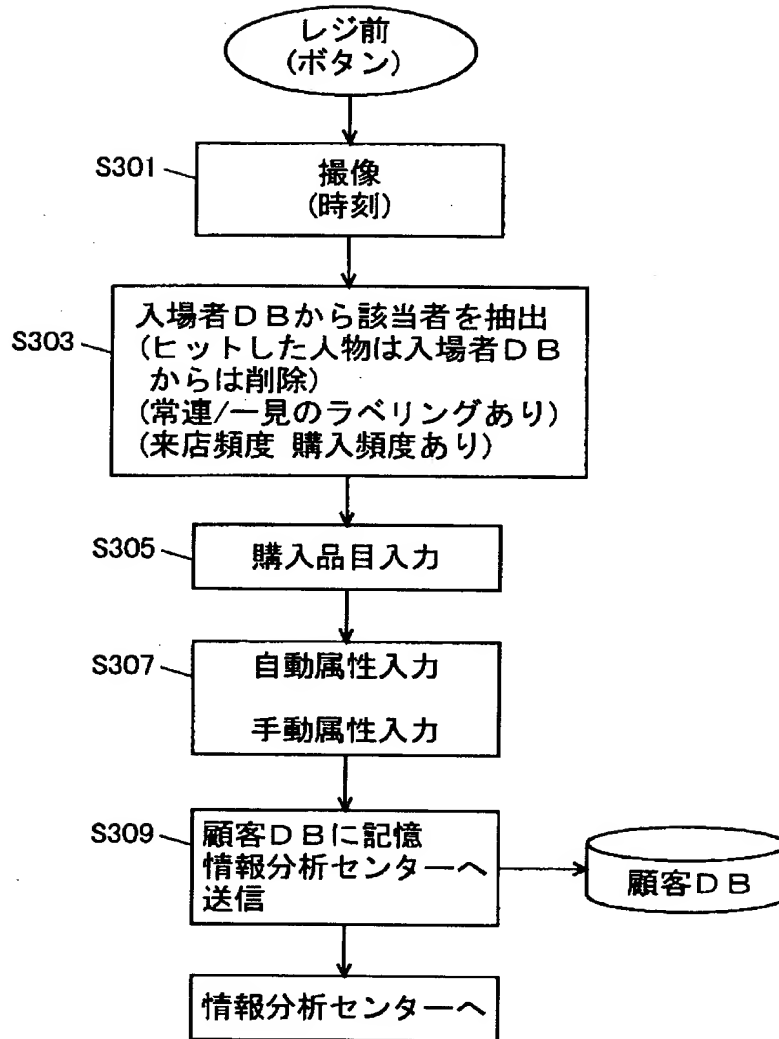 レジ前
(ボタン)
S301
撮像
(時刻)
S303
入場者DBから該当者を抽出
(ヒットした人物は入場者DB
からは削除)
(常連/一見のラベリングあり)
(来店頻度 購入頻度あり)
S305
購入品目入力
S307
自動属性入力
手動属性入力
S309
顧客DBに記憶
情報分析センターへ
送信
顧客DB
情報分析センターへ